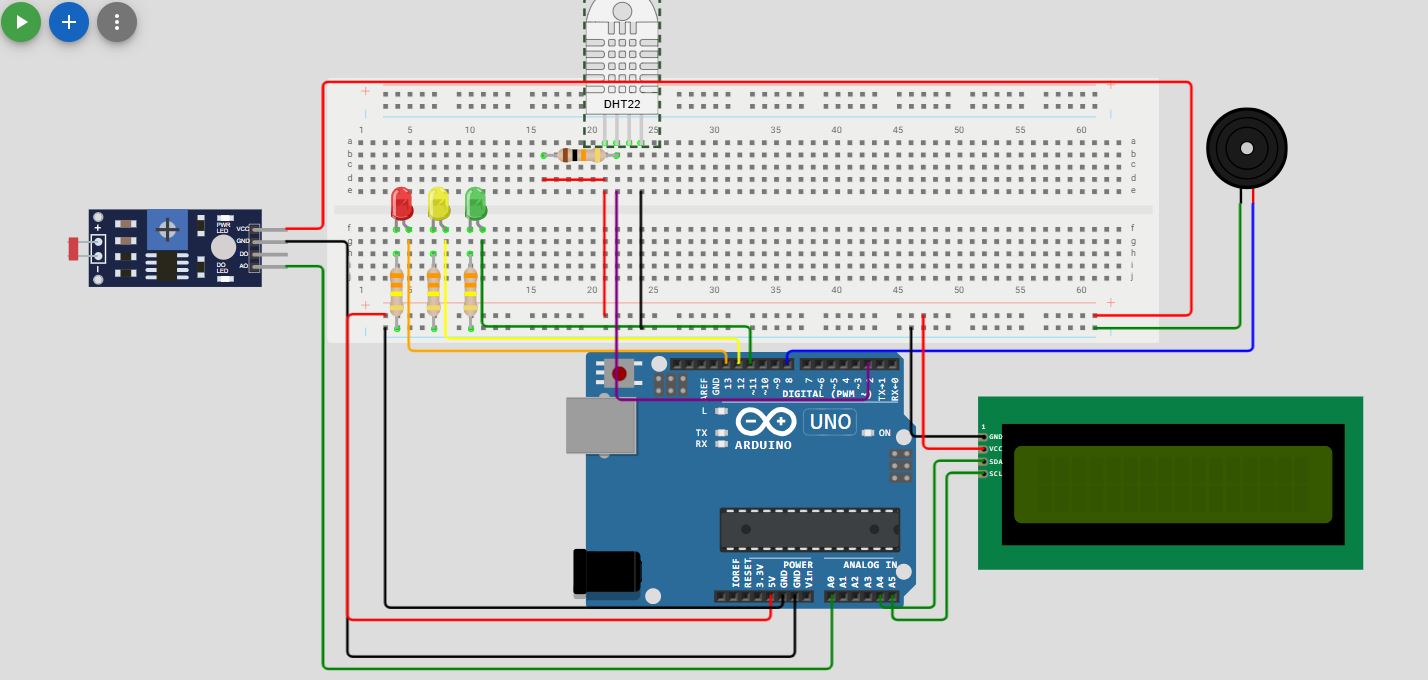 DHT22
+ +
1 5 10 15 20 25 30 35 40 45 50 55 60
a a
b b
c c
d d
e e
f f
g g
h h
i i
j j
1 5 15 20 25 30 35 40 45 50 55 60
+ +
PWR
LED
DO
LED
+
VCC
GND
DO
AO
AREF
GND
13
12
~11
~10
~9
8
7
~6
~5
4
~3
2
TX→1
RX←0
DIGITAL (PWM ~)
L
TX
RX
UNO
ON
ARDUINO
IOREF
RESET
3.3V
5V
GND
GND
Vin
POWER
ANALOG IN
A0
A1
A2
A3
A4
A5
1
GND
VCC
SDA
SCL